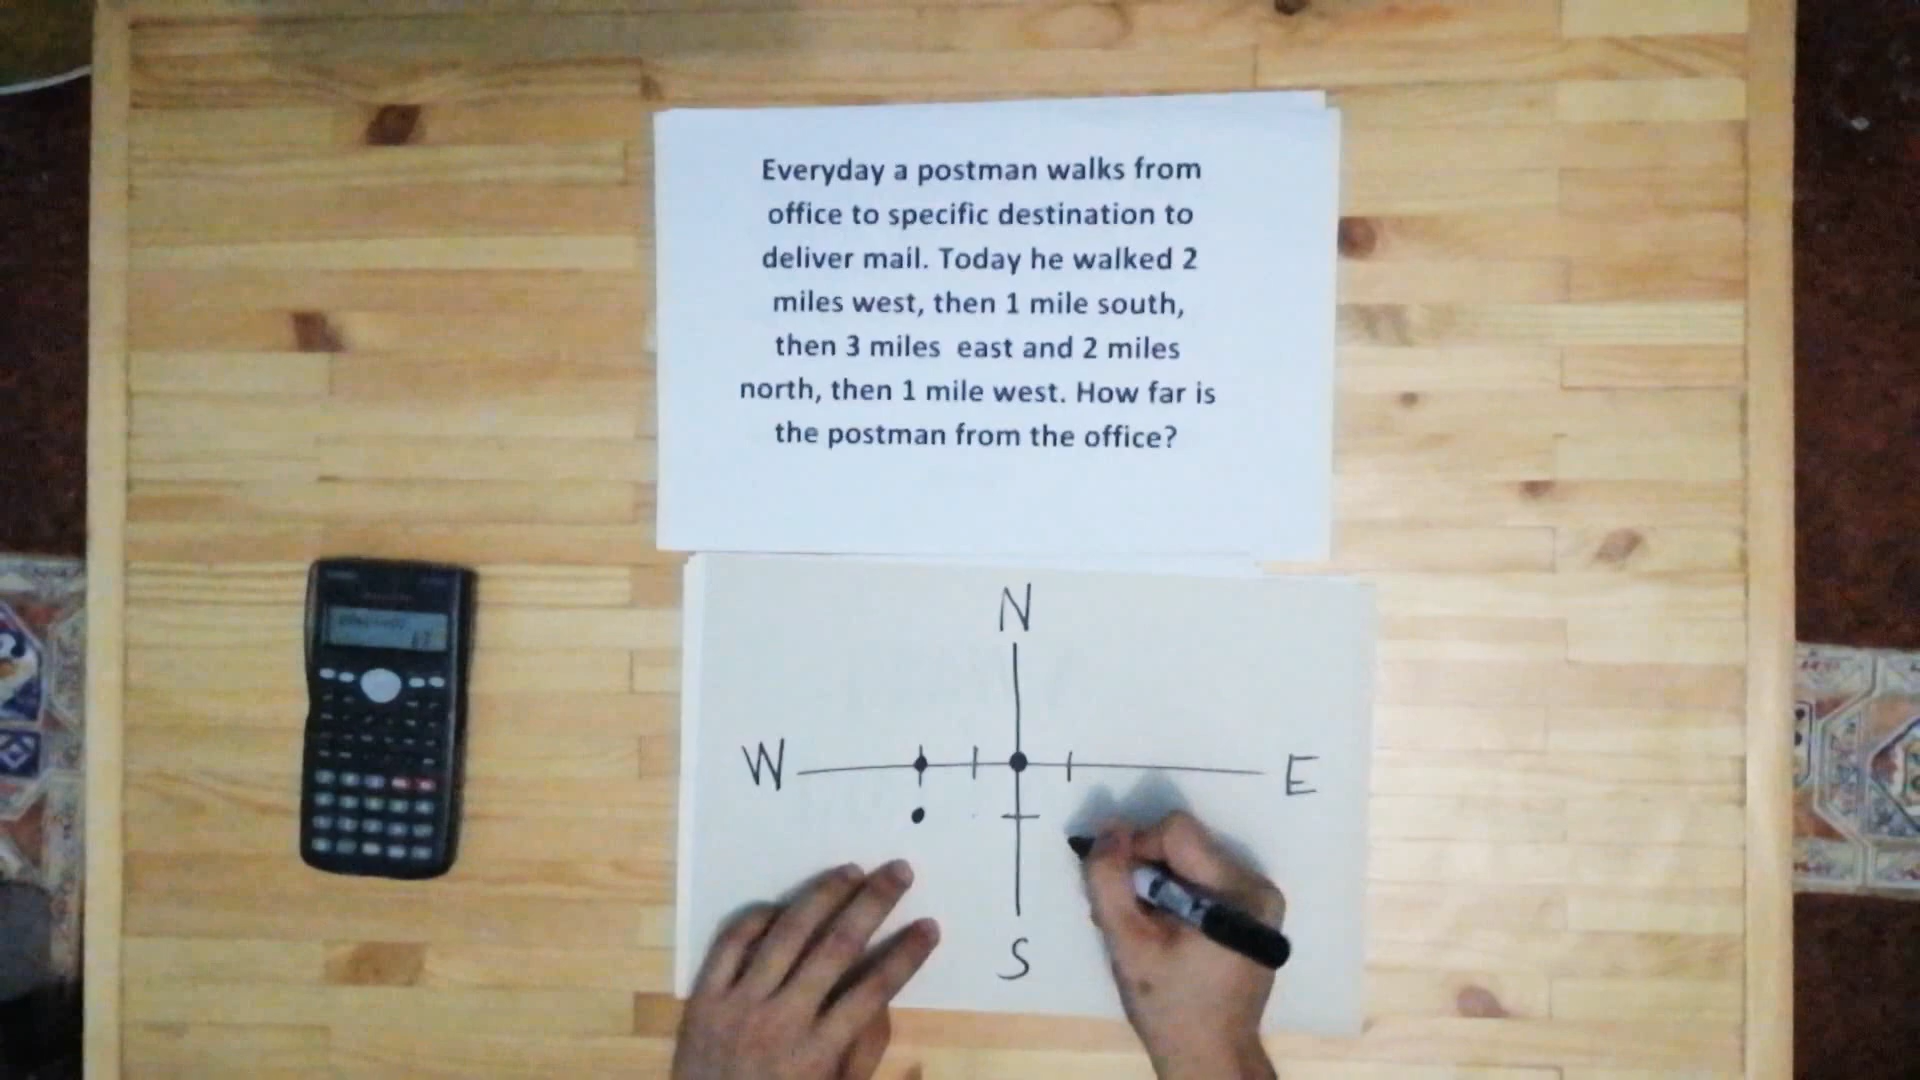 Everyday a postman walks from
office to specific destination to
deliver mail. Today he walked 2
miles west, then 1 mile south,
then 3 miles east and 2 miles
north, then 1 mile west. How far is
the postman from the office?
N
W
E
S